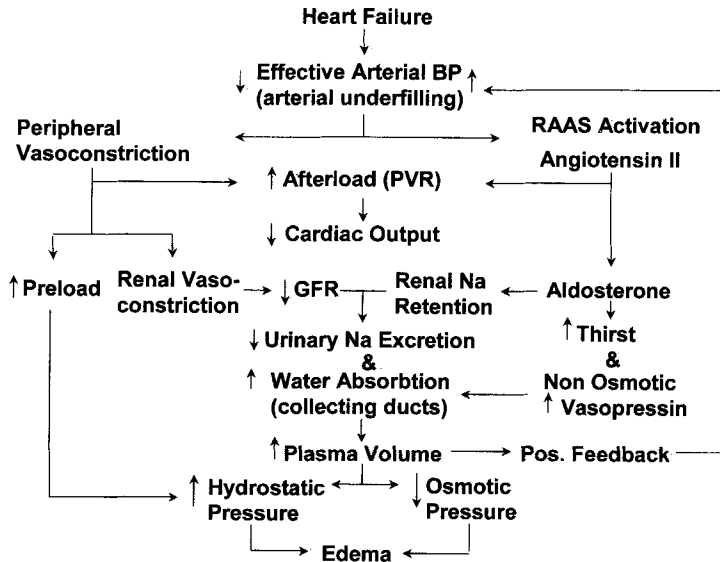 Heart Failure
↓ Effective Arterial BP ↑
(arterial underfilling)
Peripheral
Vasoconstriction
RAAS Activation
Angiotensin II
↑ Afterload (PVR)
↓ Cardiac Output
↑ Preload
Renal Vaso-
constriction
↓ GFR
Renal Na
Retention
Aldosterone
↓ Urinary Na Excretion
&
↑ Water Absorbtion
(collecting ducts)
↑ Thirst
&
Non Osmotic
↑ Vasopressin
↑ Plasma Volume
Pos. Feedback
↑ Hydrostatic
Pressure
↓ Osmotic
Pressure
Edema